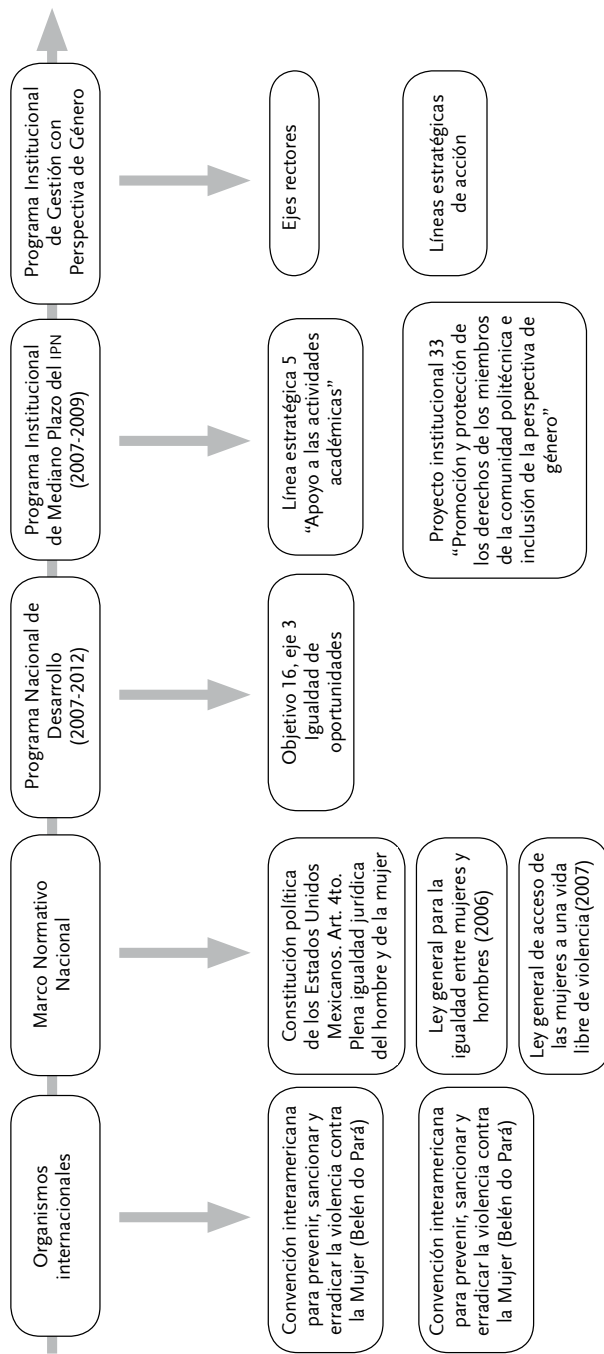 Organismos
internacionales
Convención interamericana
para prevenir, sancionar y
erradicar la violencia contra
la Mujer (Belén do Pará)
Convención interamericana
para prevenir, sancionar y
erradicar la violencia contra
la Mujer (Belén do Pará)
Marco Normativo
Nacional
Constitución política
de los Estados Unidos
Mexicanos. Art. 4to.
Plena igualdad jurídica
del hombre y de la mujer
Ley general para la
igualdad entre mujeres y
hombres (2006)
Ley general de acceso de
las mujeres a una vida
libre de violencia(2007)
Programa Nacional de
Desarrollo
(2007-2012)
Objetivo 16, eje 3
Igualdad de
oportunidades
Programa Institucional
de Mediano Plazo del IPN
(2007-2009)
Línea estratégica 5
“Apoyo a las actividades
académicas”
Proyecto institucional 33
“Promoción y protección de
los derechos de los miembros
de la comunidad politécnica e
inclusión de la perspectiva de
género”
Programa Institucional
de Gestión con
Perspectiva de Género
Ejes rectores
Líneas estratégicas
de acción